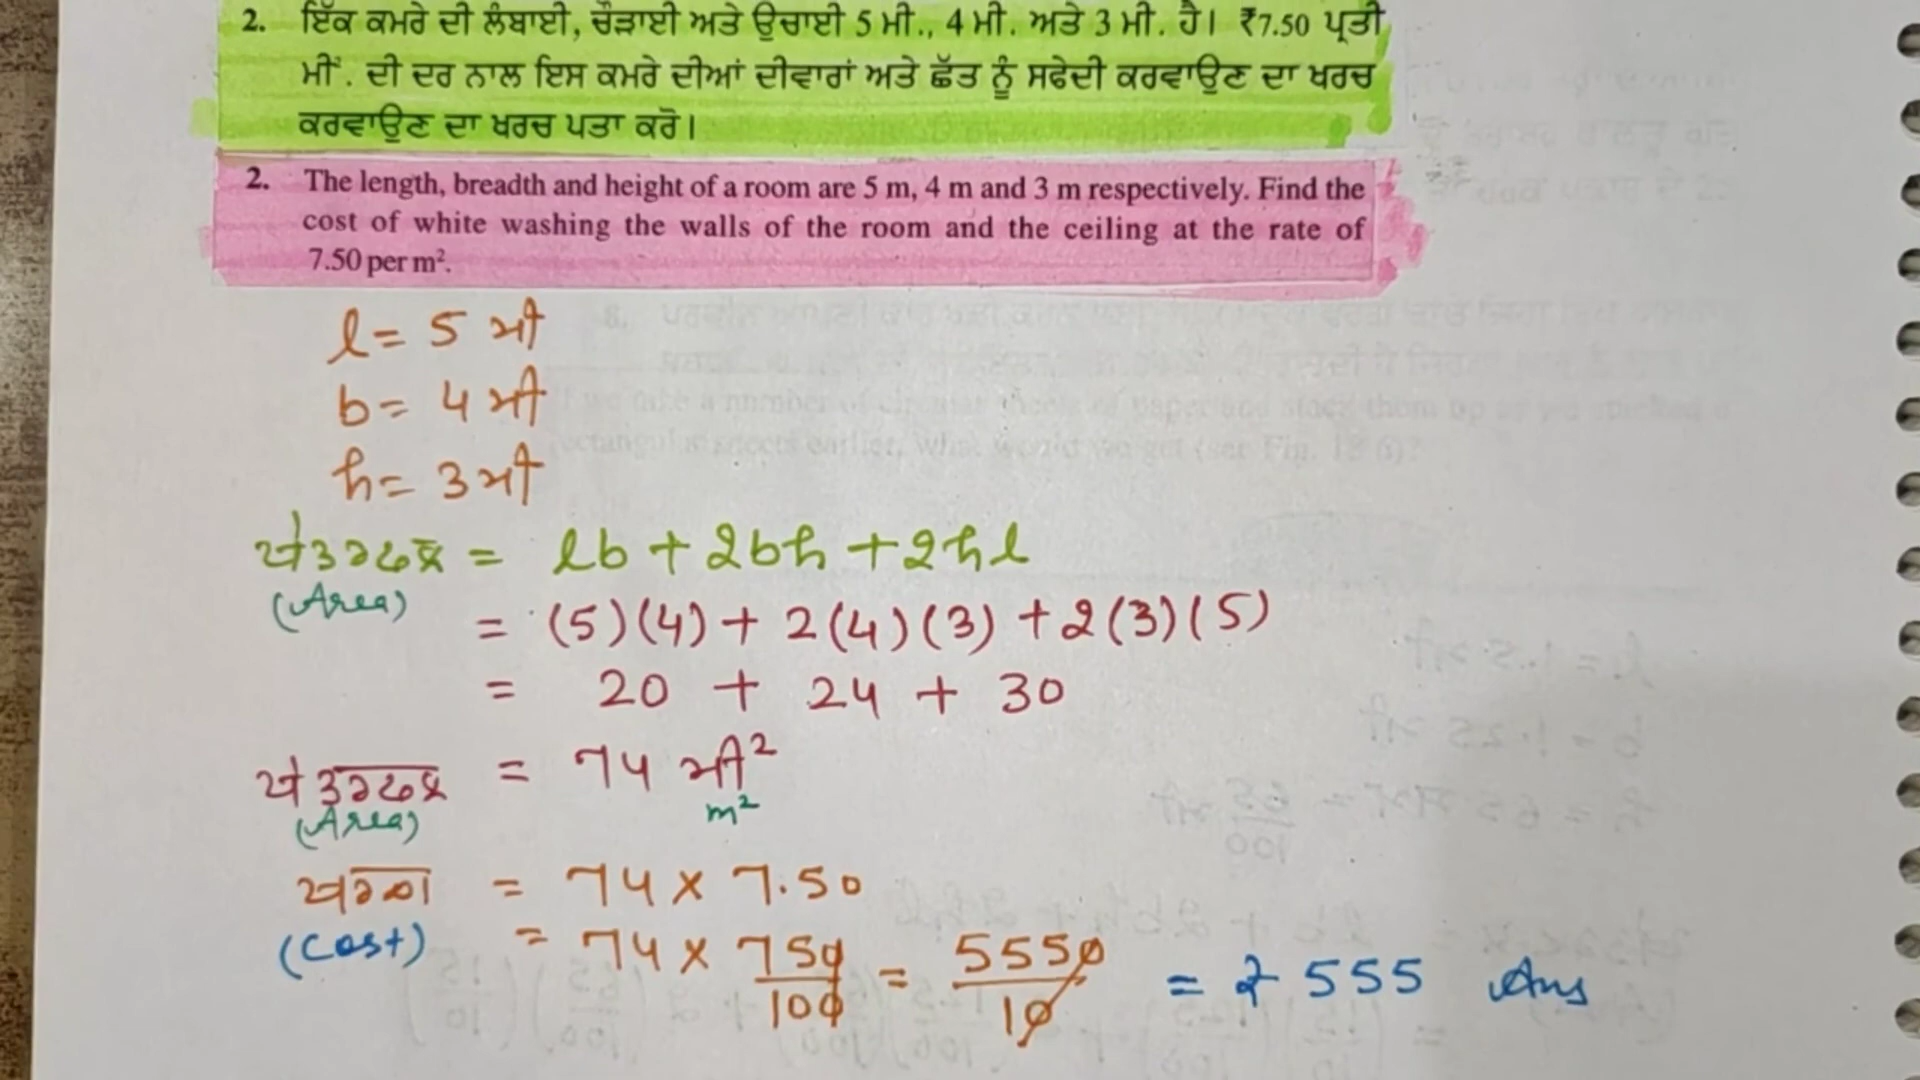 2. ਇੱਕ ਕਮਰੇ ਦੀ ਲੰਬਾਈ, ਚੌੜਾਈ ਅਤੇ ਉਚਾਈ 5 ਮੀ., 4 ਮੀ. ਅਤੇ 3 ਮੀ. ਹੈ। ₹7.50 ਪ੍ਰਤੀ
ਮੀ². ਦੀ ਦਰ ਨਾਲ ਇਸ ਕਮਰੇ ਦੀਆਂ ਦੀਵਾਰਾਂ ਅਤੇ ਛੱਤ ਨੂੰ ਸਫੇਦੀ ਕਰਵਾਉਣ ਦਾ ਖਰਚ
ਕਰਵਾਉਣ ਦਾ ਖਰਚ ਪਤਾ ਕਰੋ।
2. The length, breadth and height of a room are 5 m, 4 m and 3 m respectively. Find the
cost of white washing the walls of the room and the ceiling at the rate of
7.50 per m².
l = 5 ਮੀ
b = 4 ਮੀ
h = 3 ਮੀ
ਖੇਤਰਫਲ = lb + 2bh + 2hl
(Area)
= (5)(4) + 2(4)(3) + 2(3)(5)
= 20 + 24 + 30
ਖੇਤਰਫਲ = 74 ਮੀ²
(Area) m²
ਖਰਚਾ = 74 × 7.50
(Cost) = 74 × 750/100 = 5550/10 = ₹ 555 Ans